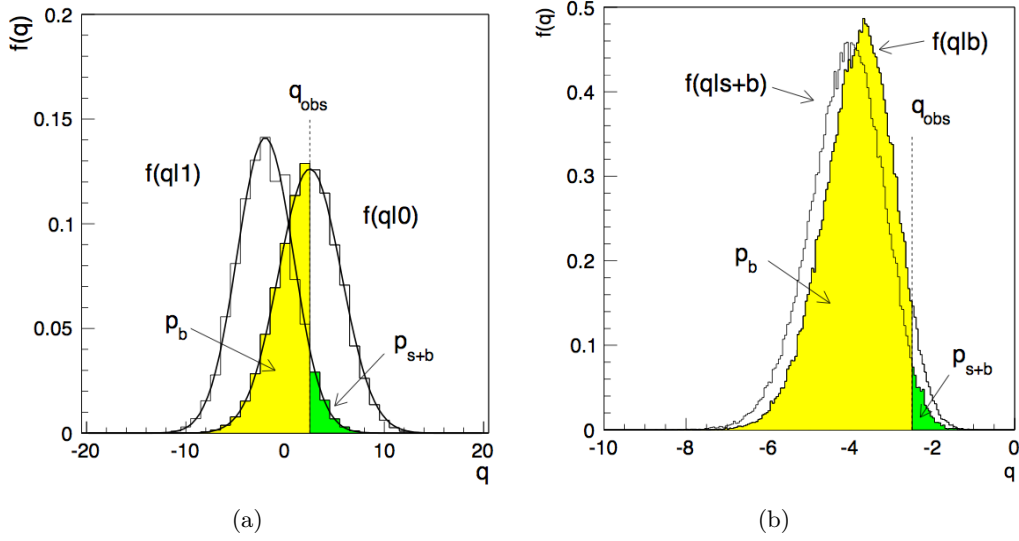 f(q)
0.2
0.15
0.1
0.05
0
-20
-10
0
10
20
q
q_obs
f(q|1)
f(q|0)
p_b
p_s+b
(a)
f(q)
0.5
0.4
0.3
0.2
0.1
0
-10
-8
-6
-4
-2
0
q
f(q|b)
f(q|s+b)
q_obs
p_b
p_s+b
(b)